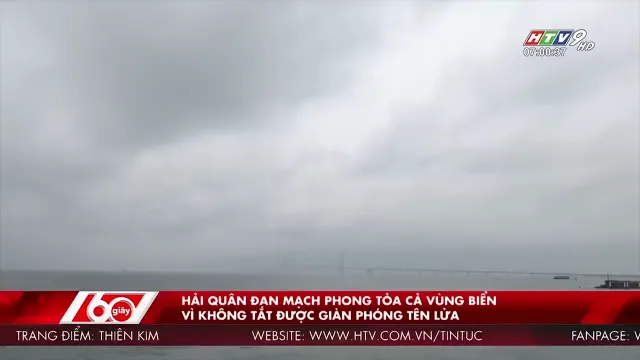 HTV9 HD
07:00:37
60 giây
HẢI QUÂN ĐAN MẠCH PHONG TỎA CẢ VÙNG BIỂN
VÌ KHÔNG TẮT ĐƯỢC GIÀN PHÓNG TÊN LỬA
TRANG ĐIỂM: THIÊN KIM WEBSITE: WWW.HTV.COM.VN/TINTUC FANPAGE: V